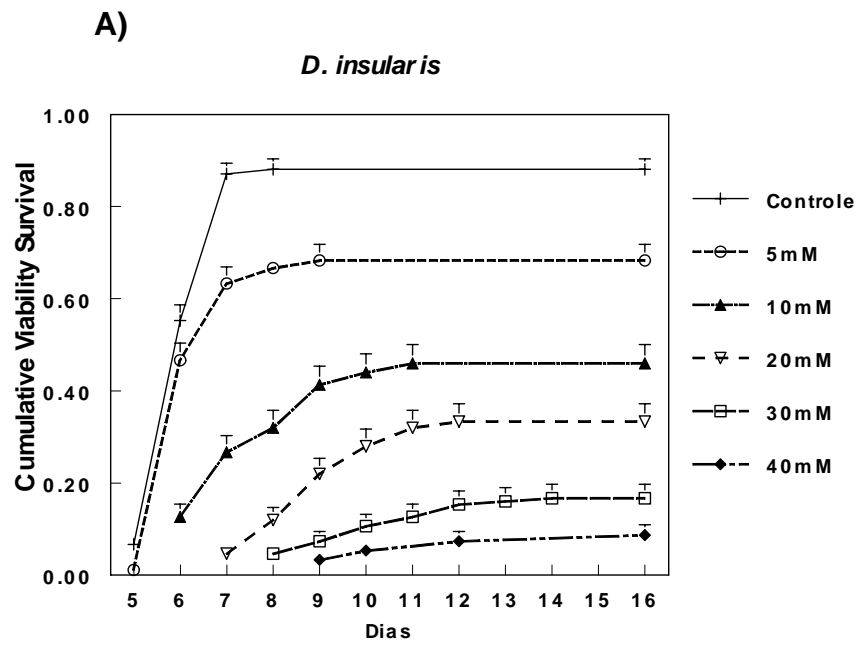 A)
D. insularis
Cumulative Viability Survival
1.00
0.80
0.60
0.40
0.20
0.00
5 6 7 8 9 10 11 12 13 14 15 16
Dias
Controle
5mM
10mM
20mM
30mM
40mM